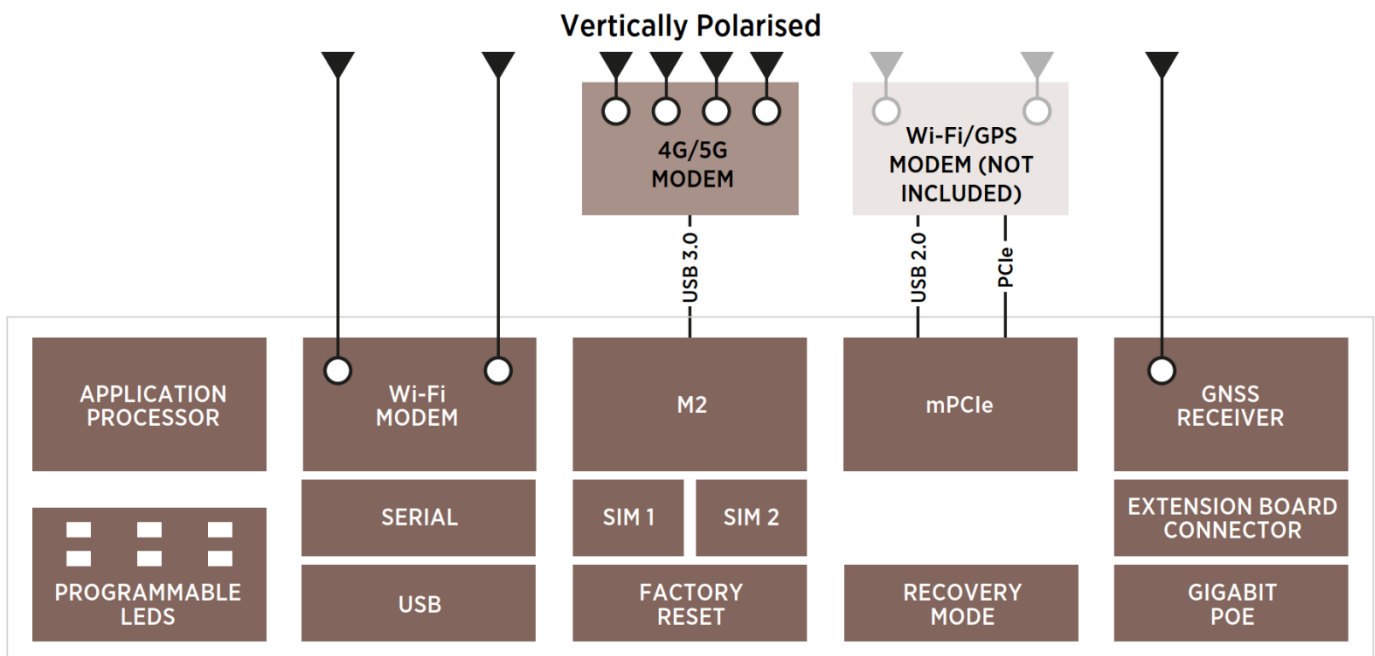 Vertically Polarised
4G/5G
MODEM
Wi-Fi/GPS
MODEM (NOT
INCLUDED)
USB 3.0
USB 2.0
PCIe
APPLICATION
PROCESSOR
Wi-Fi
MODEM
M2
mPCIe
GNSS
RECEIVER
SERIAL
SIM 1
SIM 2
EXTENSION BOARD
CONNECTOR
PROGRAMMABLE
LEDS
USB
FACTORY
RESET
RECOVERY
MODE
GIGABIT
POE